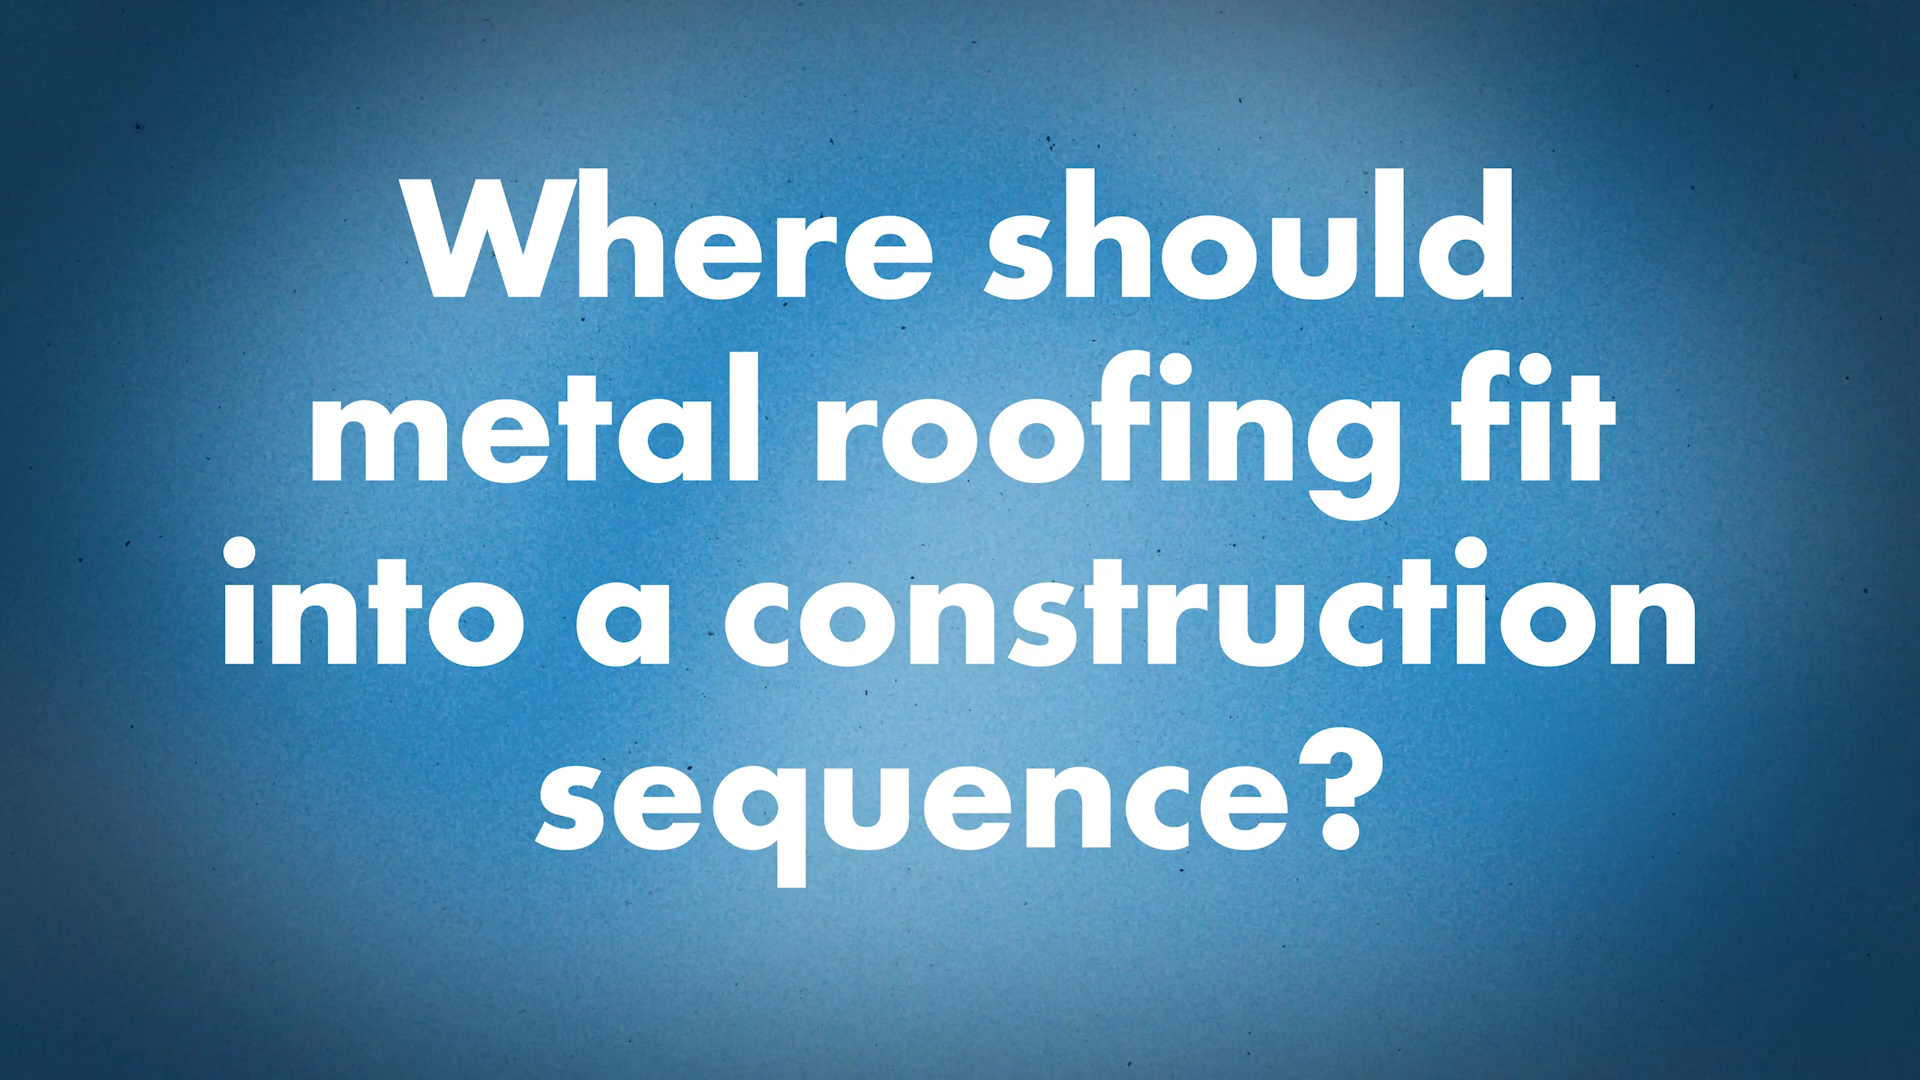 Where should
metal roofing fit
into a construction
sequence?